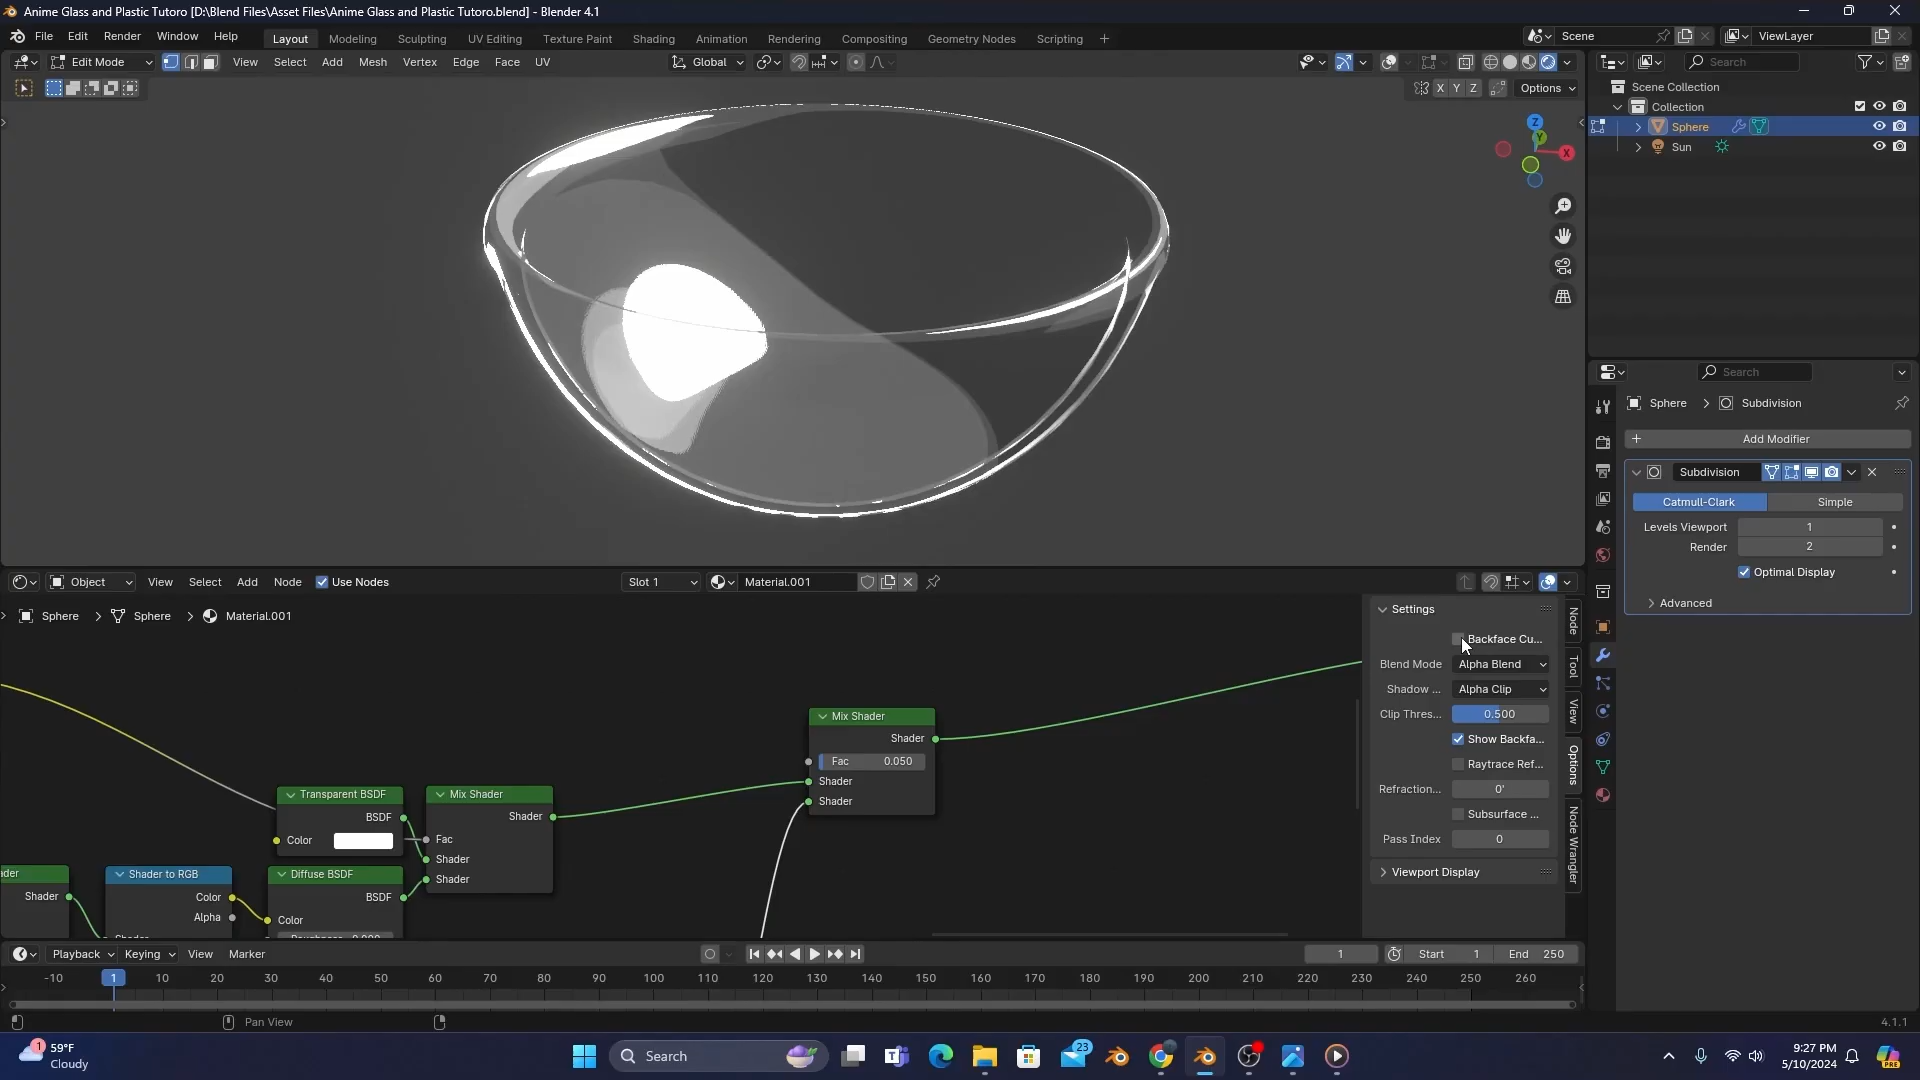 Anime Glass and Plastic Tutoro [D:\Blend Files\Asset Files\Anime Glass and Plastic Tutoro.blend] - Blender 4.1
File Edit Render Window Help Layout Modeling Sculpting UV Editing Texture Paint Shading Animation Rendering Compositing Geometry Nodes Scripting + Scene ViewLayer
Edit Mode View Select Add Mesh Vertex Edge Face UV Global Search
X Y Z Options
Scene Collection
Collection
Sphere
Sun
Z
Y
X
Search
Sphere > Subdivision
+ Add Modifier
Subdivision
Catmull-Clark Simple
Levels Viewport 1
Render 2
Optimal Display
Advanced
Object View Select Add Node Use Nodes Slot 1 Material.001
Sphere > Sphere > Material.001
Settings
Backface Cu...
Blend Mode Alpha Blend
Shadow ... Alpha Clip
Clip Thres... 0.500
Show Backfa...
Raytrace Ref...
Refraction... 0'
Subsurface ...
Pass Index 0
Viewport Display
Node
Tool
View
Options
Node Wrangler
Mix Shader
Shader
Fac 0.050
Shader
Shader
Transparent BSDF
BSDF
Color
Mix Shader
Shader
Fac
Shader
Shader
ader
Shader
Shader to RGB
Color
Alpha
Diffuse BSDF
BSDF
Color
Playback Keying View Marker 1 Start 1 End 250
-10 1 10 20 30 40 50 60 70 80 90 100 110 120 130 140 150 160 170 180 190 200 210 220 230 240 250 260
Pan View 4.1.1
1 59°F
Cloudy
Search
23
9:27 PM
5/10/2024
PRE